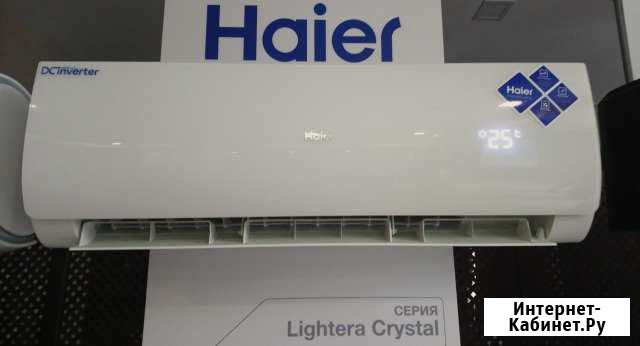 Haier
DC inverter
Haier
Haier
25
СЕРИЯ
Lightera Crystal
Интернет-
Кабинет.Ру